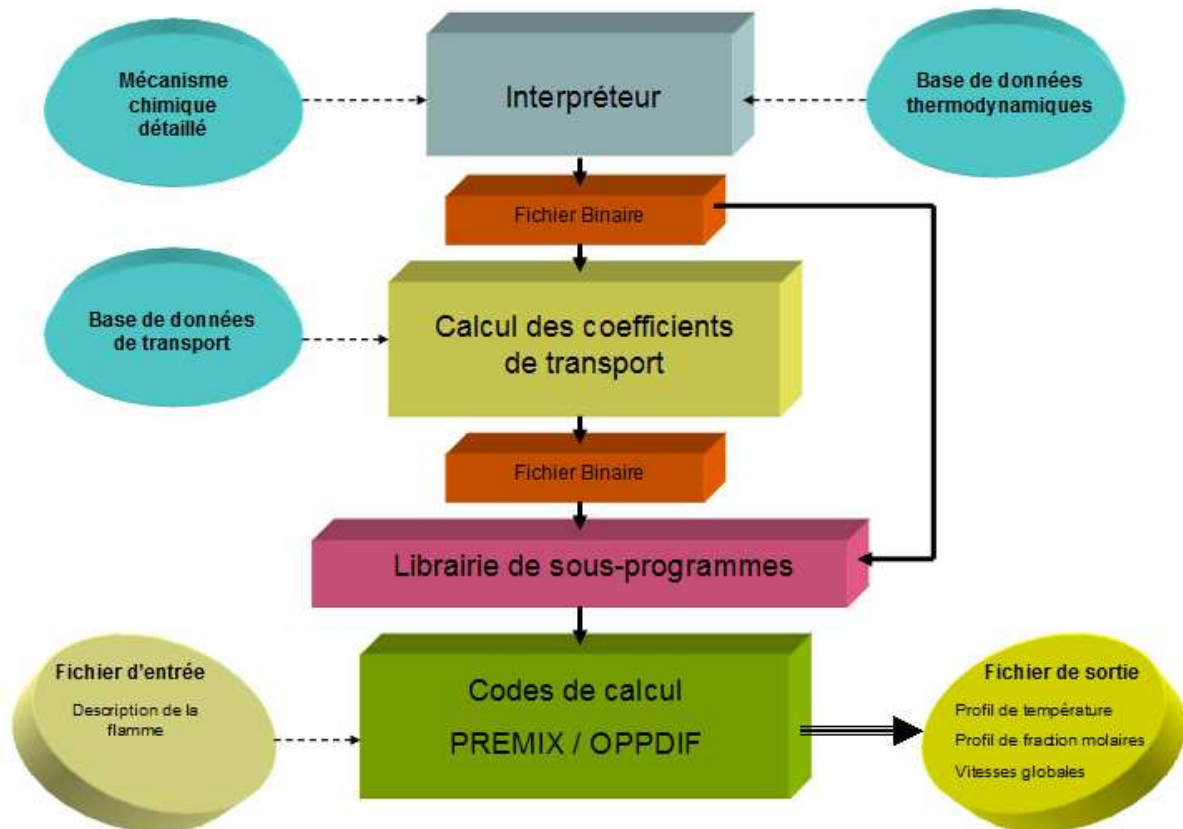 Mécanisme
chimique
détaillé
Interpréteur
Base de données
thermodynamiques
Fichier Binaire
Base de données
de transport
Calcul des coefficients
de transport
Fichier Binaire
Librairie de sous-programmes
Fichier d'entrée
Description de la
flamme
Codes de calcul
PREMIX / OPPDIF
Fichier de sortie
Profil de température
Profil de fraction molaires
Vitesses globales